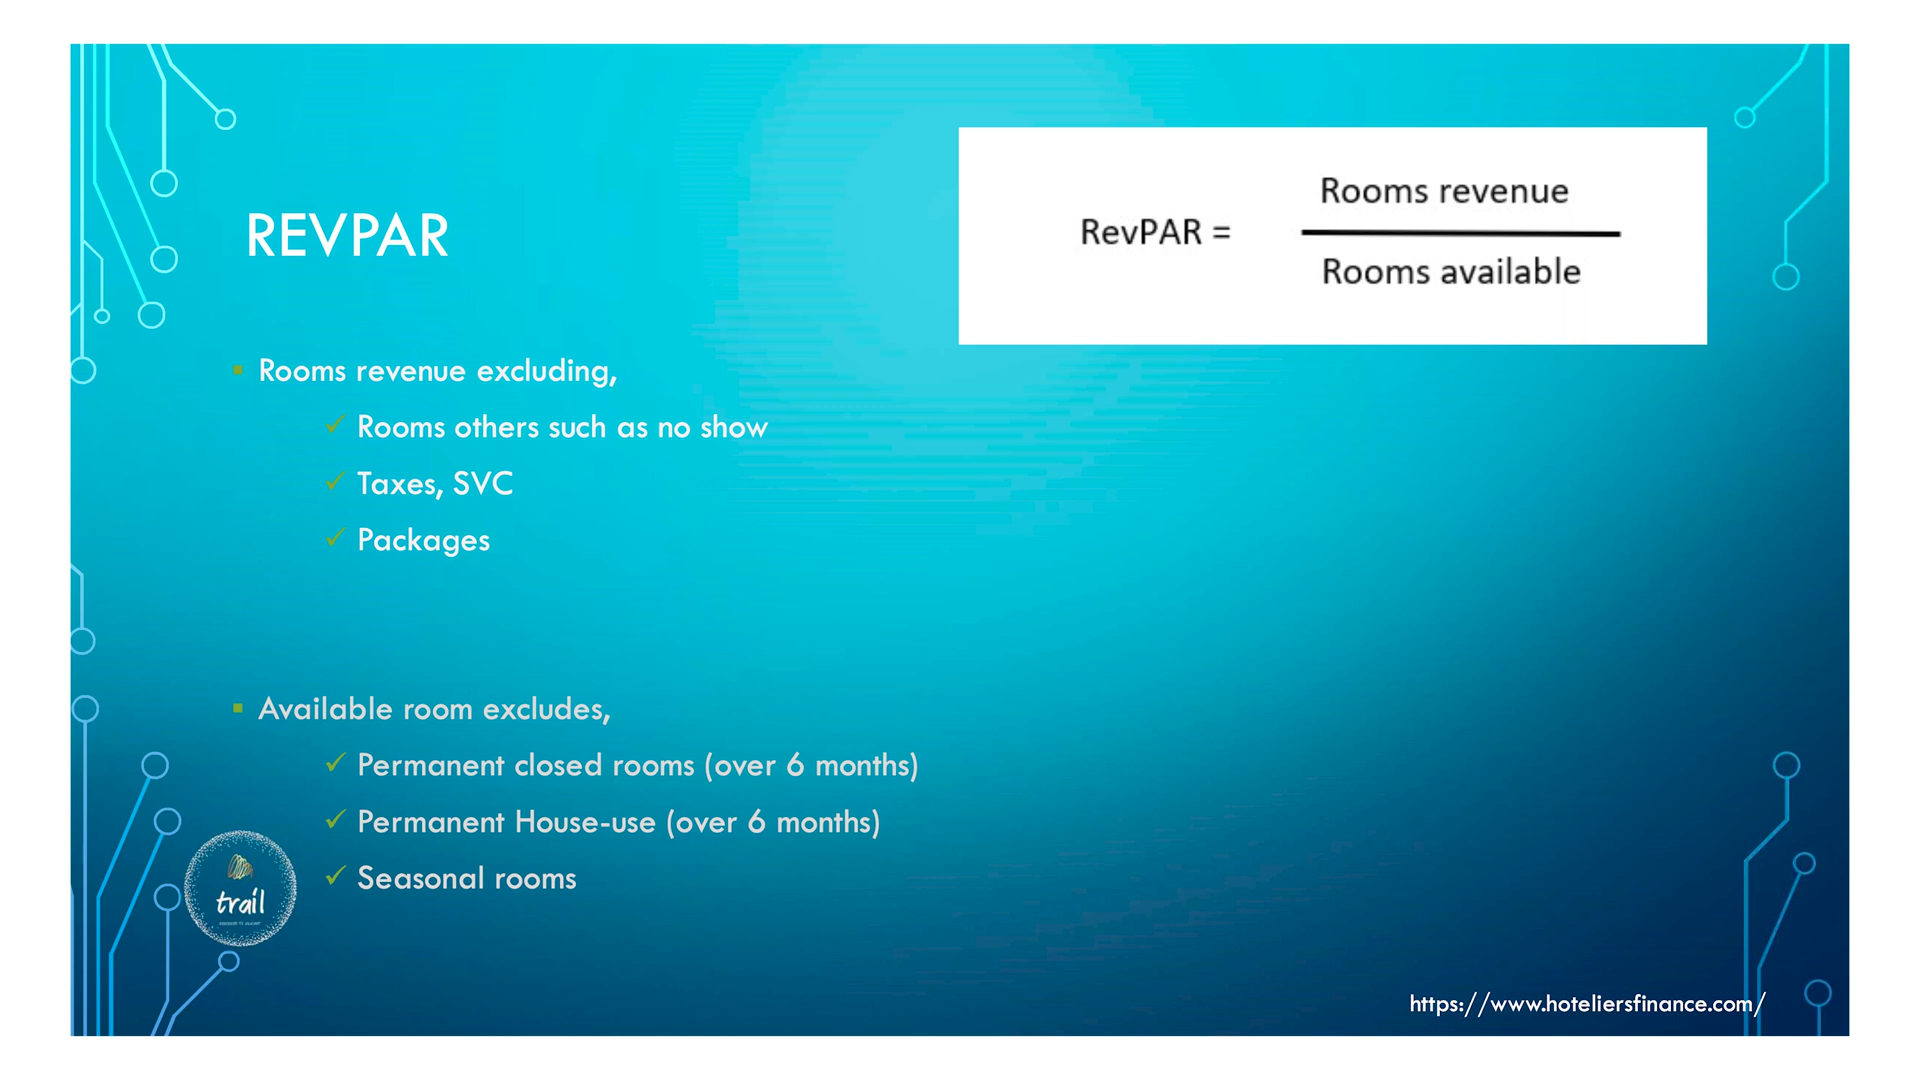 REVPAR
RevPAR =
Rooms revenue
Rooms available
Rooms revenue excluding,
Rooms others such as no show
Taxes, SVC
Packages
Available room excludes,
Permanent closed rooms (over 6 months)
Permanent House-use (over 6 months)
Seasonal rooms
trail
https://www.hoteliersfinance.com/